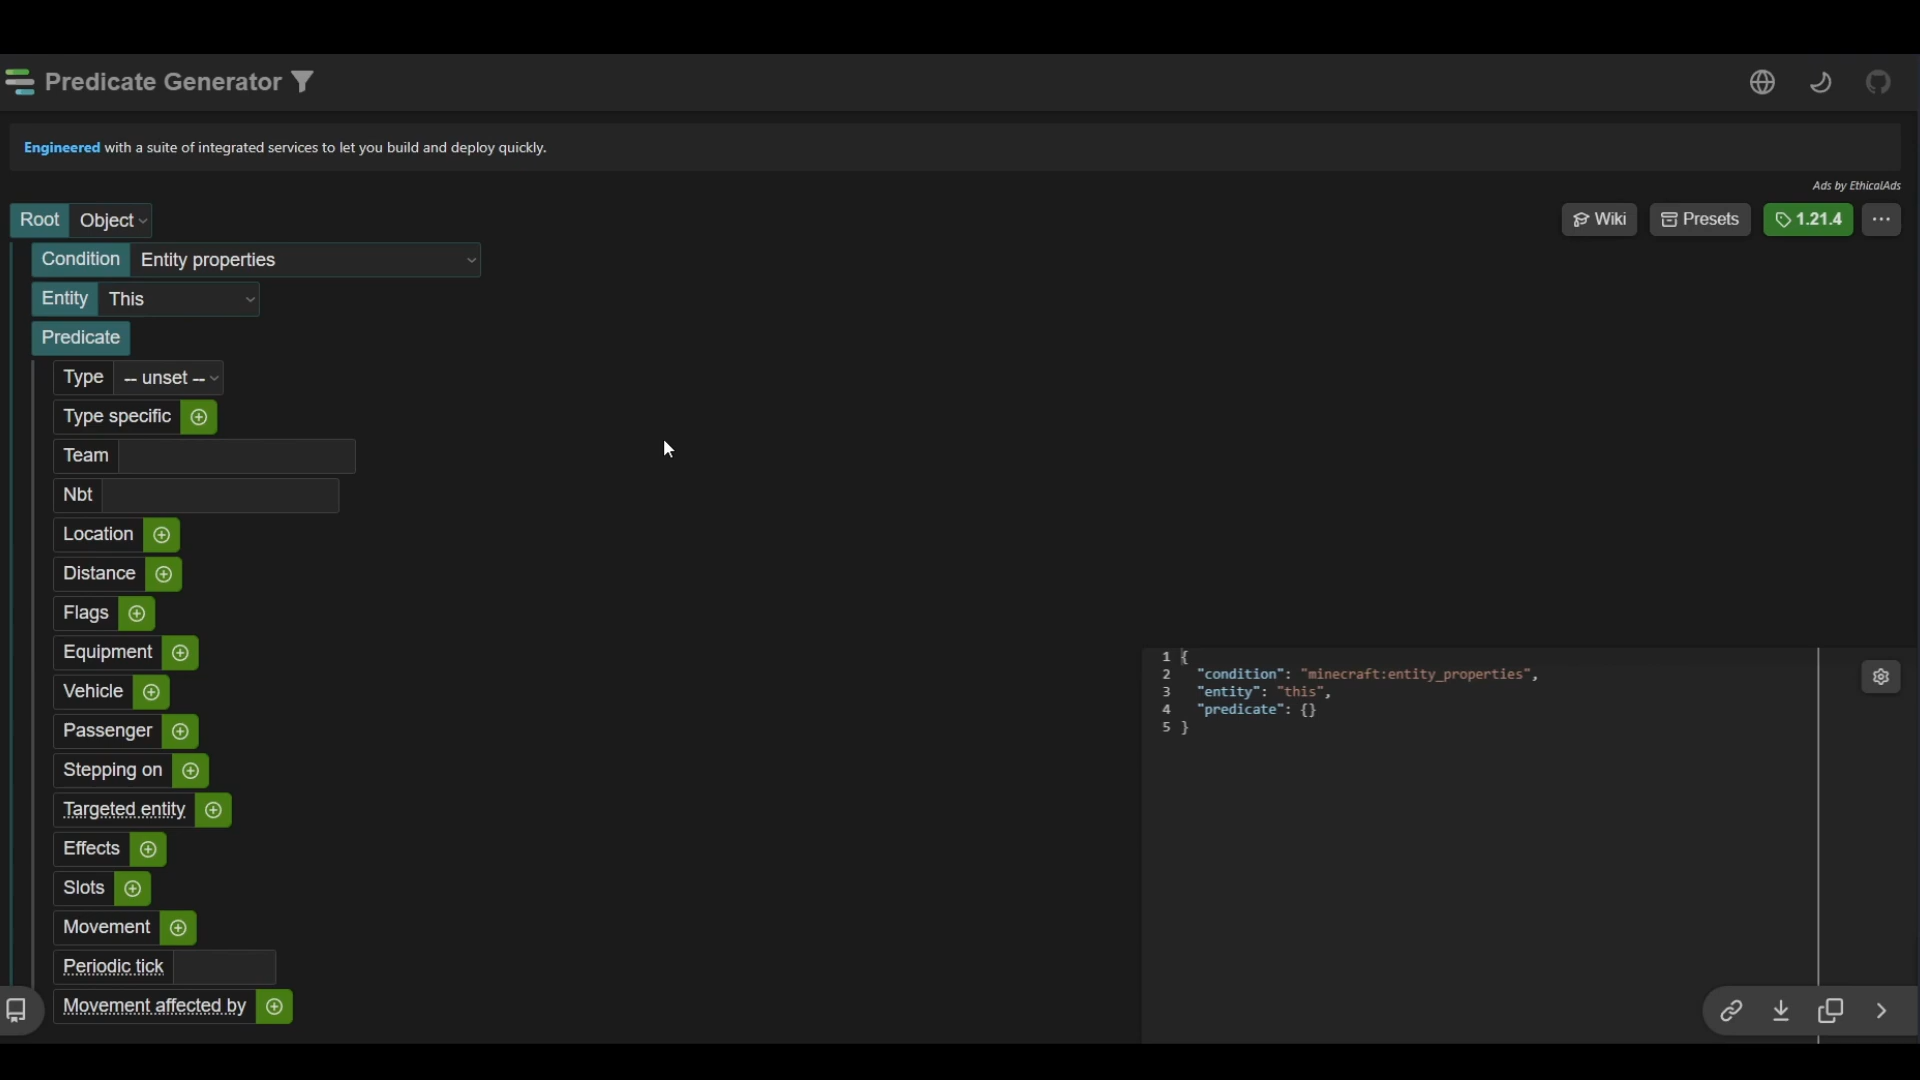 Predicate Generator
Engineered with a suite of integrated services to let you build and deploy quickly.
Ads by EthicalAds
Root Object
Wiki Presets 1.21.4
Condition Entity properties
Entity This
Predicate
Type -- unset --
Type specific
Team
Nbt
Location
Distance
Flags
Equipment
Vehicle
Passenger
Stepping on
Targeted entity
Effects
Slots
Movement
Periodic tick
Movement affected by
1 {
2 "condition": "minecraft:entity_properties",
3 "entity": "this",
4 "predicate": {}
5 }